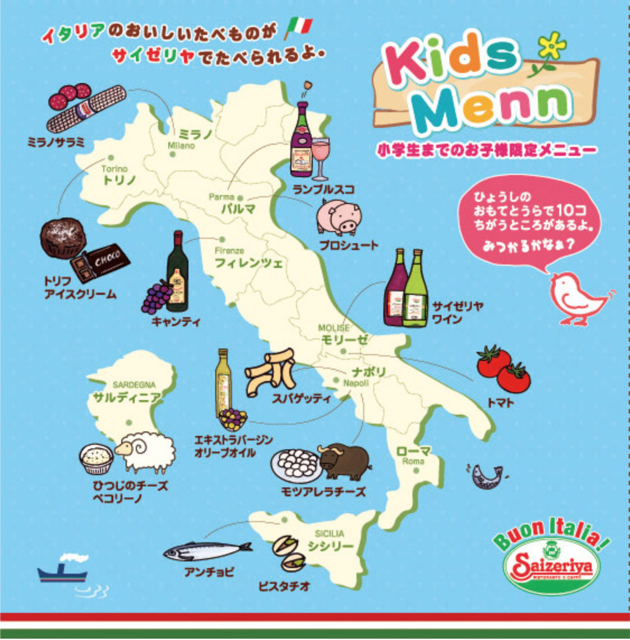 イタリアのおいしいたべものが
サイゼリヤでたべられるよ。
Kids
Menn
小学生までのお子様限定メニュー
ひょうしの
おもてとうらで10コ
ちがうところがあるよ。
みつかるかなぁ?
ミラノサラミ
ミラノ
Milano
Torino
トリノ
ランブルスコ
Parma
パルマ
プロシュート
CHOCO
トリフ
アイスクリーム
Firenze
フィレンツェ
キャンティ
サイゼリヤ
ワイン
MOLISE
モリーゼ
SARDEGNA
サルディニア
スパゲッティ
ナポリ
Napoli
トマト
エキストラバージン
オリーブオイル
ローマ
Roma
ひつじのチーズ
ペコリーノ
モツアレラチーズ
アンチョビ
SICILIA
シシリー
ピスタチオ
Buon Italia!
Saizeriya
RISTORANTE E CAFFÈ